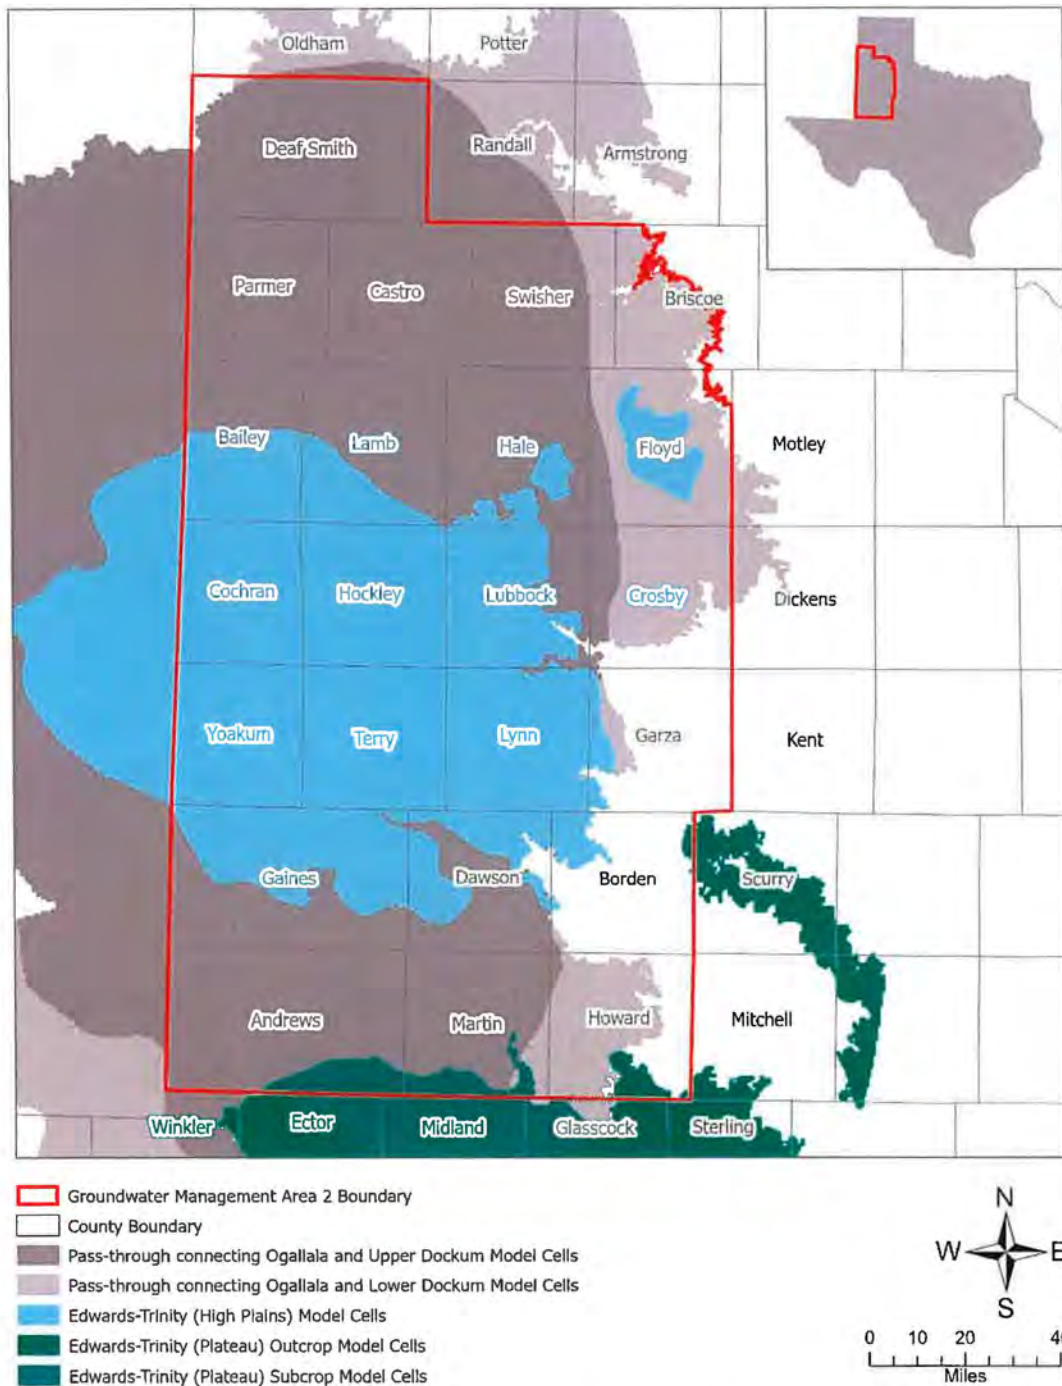 Oldham
Potter
Deaf Smith
Randall
Armstrong
Parmer
Castro
Swisher
Briscoe
Bailey
Lamb
Hale
Floyd
Motley
Cochran
Hockley
Lubbock
Crosby
Dickens
Yoakum
Terry
Lynn
Garza
Kent
Gaines
Dawson
Borden
Scurry
Andrews
Martin
Howard
Mitchell
Winkler
Ector
Midland
Glasscock
Sterling
Groundwater Management Area 2 Boundary
County Boundary
Pass-through connecting Ogallala and Upper Dockum Model Cells
Pass-through connecting Ogallala and Lower Dockum Model Cells
Edwards-Trinity (High Plains) Model Cells
Edwards-Trinity (Plateau) Outcrop Model Cells
Edwards-Trinity (Plateau) Subcrop Model Cells
N
W E
S
0 10 20 40
Miles